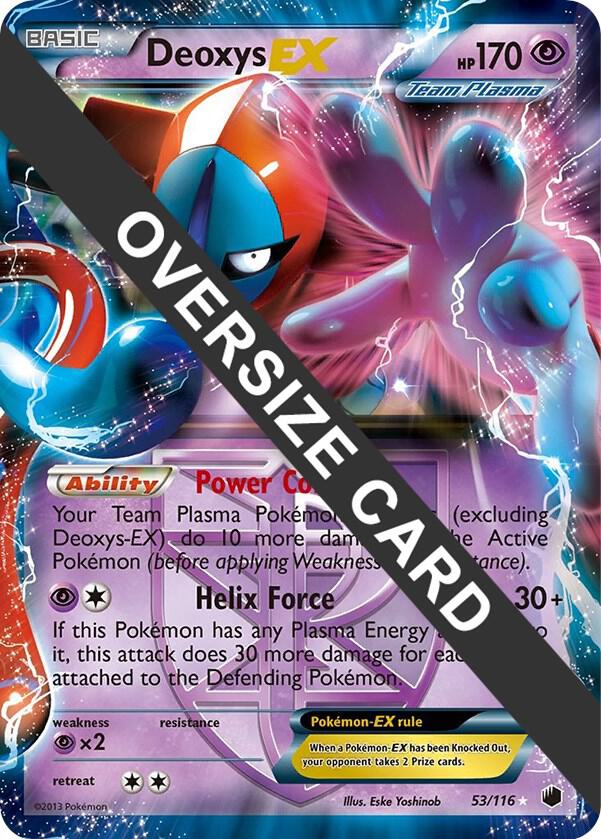 BASIC
Deoxys EX
HP 170
Team Plasma
OVERSIZE CARD
Ability Power Co
Your Team Plasma Pokémon (excluding
Deoxys-EX) do 10 more dam he Active
Pokémon (before applying Weakness tance).
Helix Force 30+
If this Pokémon has any Plasma Energy a o
it, this attack does 30 more damage for eac
attached to the Defending Pokémon.
weakness resistance
×2
retreat
Pokémon-EX rule
When a Pokémon-EX has been Knocked Out,
your opponent takes 2 Prize cards.
©2013 Pokémon
Illus. Eske Yoshinob
53/116